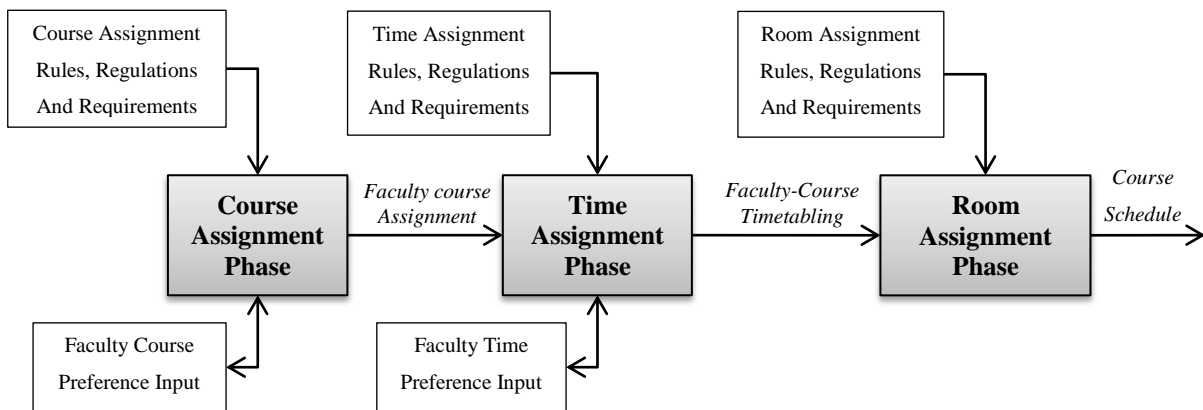 Course Assignment
Rules, Regulations
And Requirements
Time Assignment
Rules, Regulations
And Requirements
Room Assignment
Rules, Regulations
And Requirements
Course
Assignment
Phase
Faculty course
Assignment
Time
Assignment
Phase
Faculty-Course
Timetabling
Room
Assignment
Phase
Course
Schedule
Faculty Course
Preference Input
Faculty Time
Preference Input